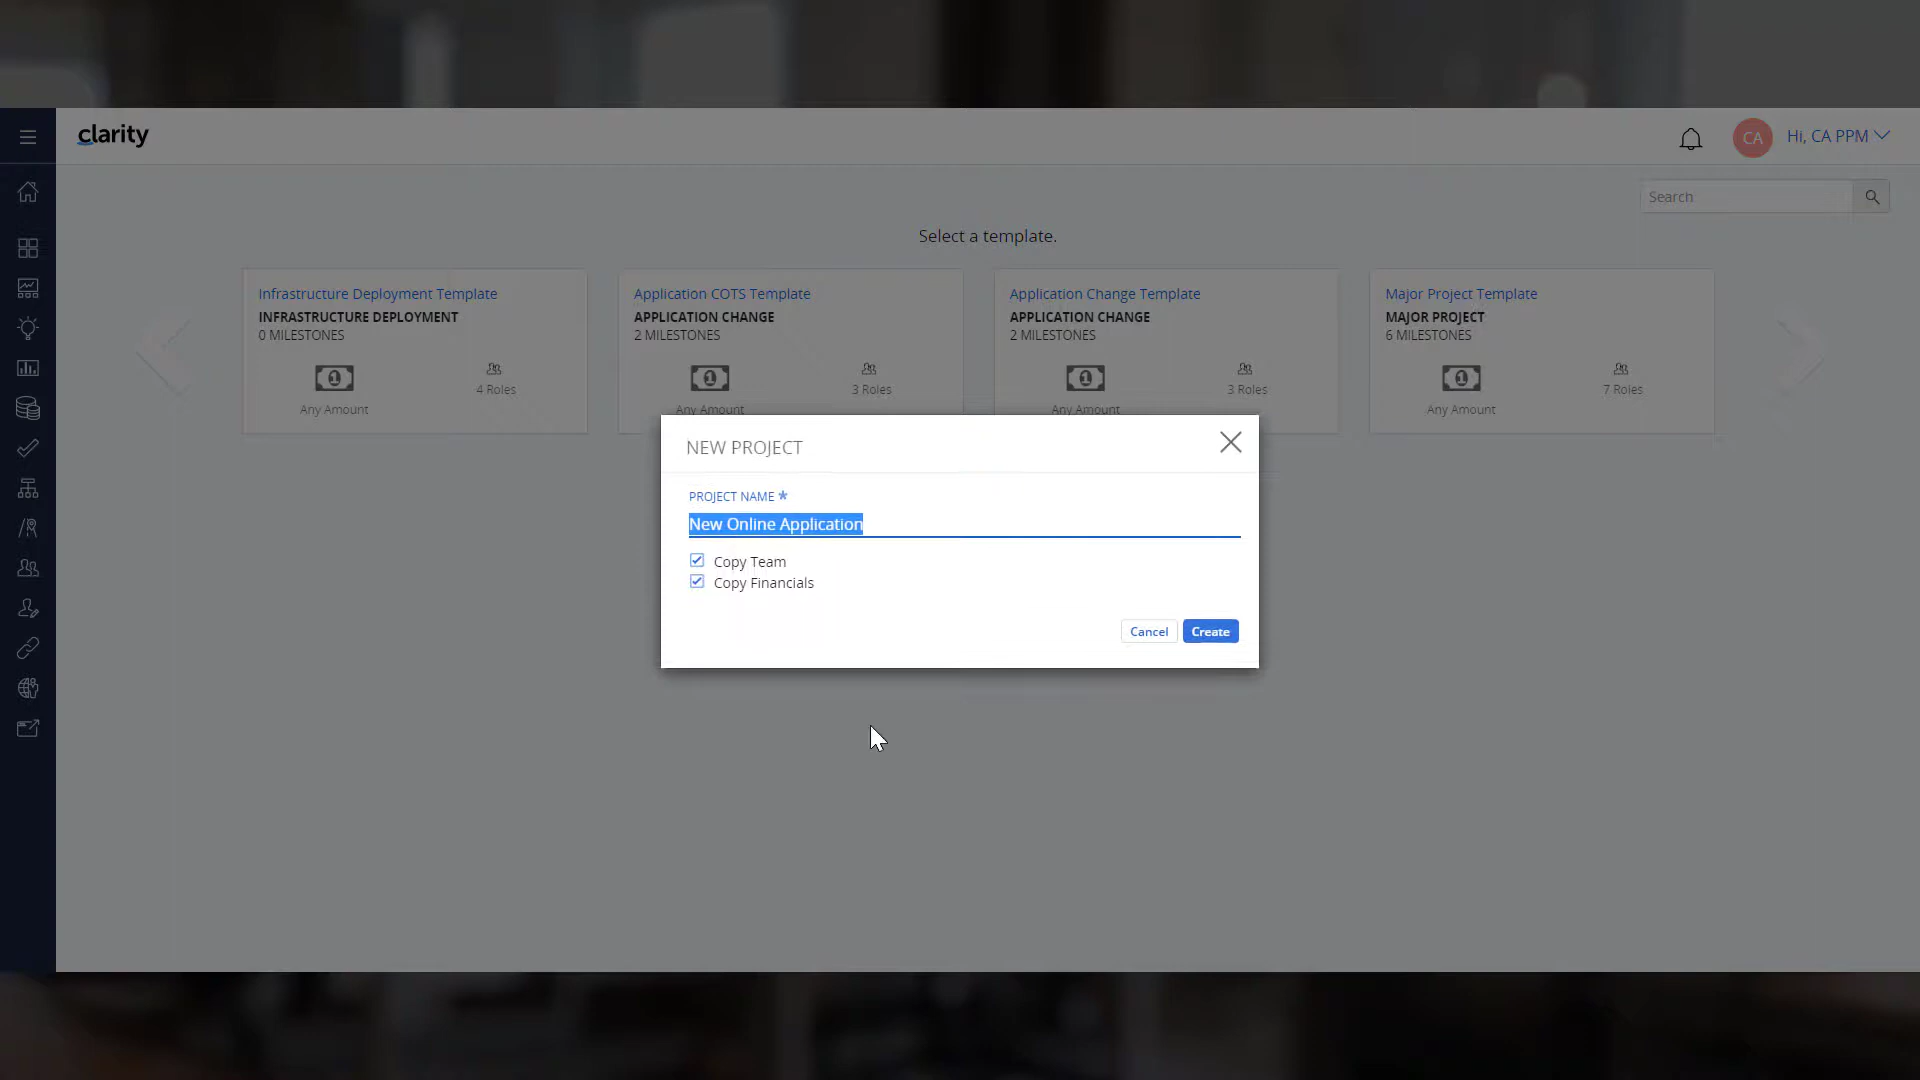 clarity
CA
Hi, CA PPM
Search
Select a template.
Infrastructure Deployment Template
INFRASTRUCTURE DEPLOYMENT
0 MILESTONES
4 Roles
Any Amount
Application COTS Template
APPLICATION CHANGE
2 MILESTONES
3 Roles
Any Amount
Application Change Template
APPLICATION CHANGE
2 MILESTONES
3 Roles
Any Amount
Major Project Template
MAJOR PROJECT
6 MILESTONES
7 Roles
Any Amount
NEW PROJECT
PROJECT NAME *
New Online Application
Copy Team
Copy Financials
Cancel
Create